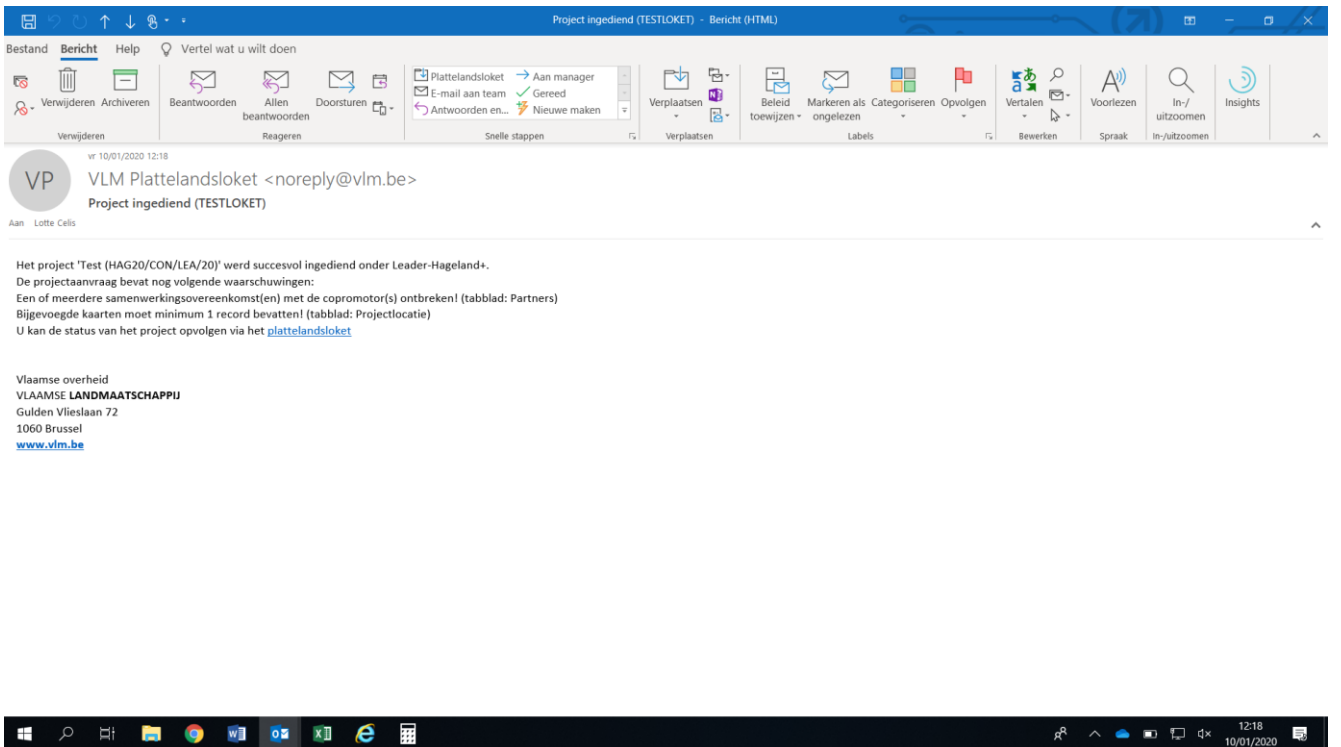 Project ingediend (TESTLOKET) - Bericht (HTML)
Bestand Bericht Help Vertel wat u wilt doen
Verwijderen Archiveren
Beantwoorden
Allen beantwoorden
Doorsturen
Plattelandsloket
Aan manager
E-mail aan team
Gereed
Antwoorden en...
Nieuwe maken
Verplaatsen
Beleid toewijzen
Markeren als ongelezen
Categoriseren
Opvolgen
Vertalen
Voorlezen
In-/ uitzoomen
Insights
Verwijderen
Reageren
Snelle stappen
Verplaatsen
Labels
Bewerken
Spraak
In-/uitzoomen
vr 10/01/2020 12:18
VP
VLM Plattelandsloket <noreply@vlm.be>
Project ingediend (TESTLOKET)
Aan Lotte Celis
Het project 'Test (HAG20/CON/LEA/20)' werd succesvol ingediend onder Leader-Hageland+.
De projectaanvraag bevat nog volgende waarschuwingen:
Een of meerdere samenwerkingsovereenkomst(en) met de copromotor(s) ontbreken! (tabblad: Partners)
Bijgevoegde kaarten moet minimum 1 record bevatten! (tabblad: Projectlocatie)
U kan de status van het project opvolgen via het plattelandsloket
Vlaamse overheid
VLAAMSE LANDMAATSCHAPPIJ
Gulden Vlieslaan 72
1060 Brussel
www.vlm.be
12:18
10/01/2020